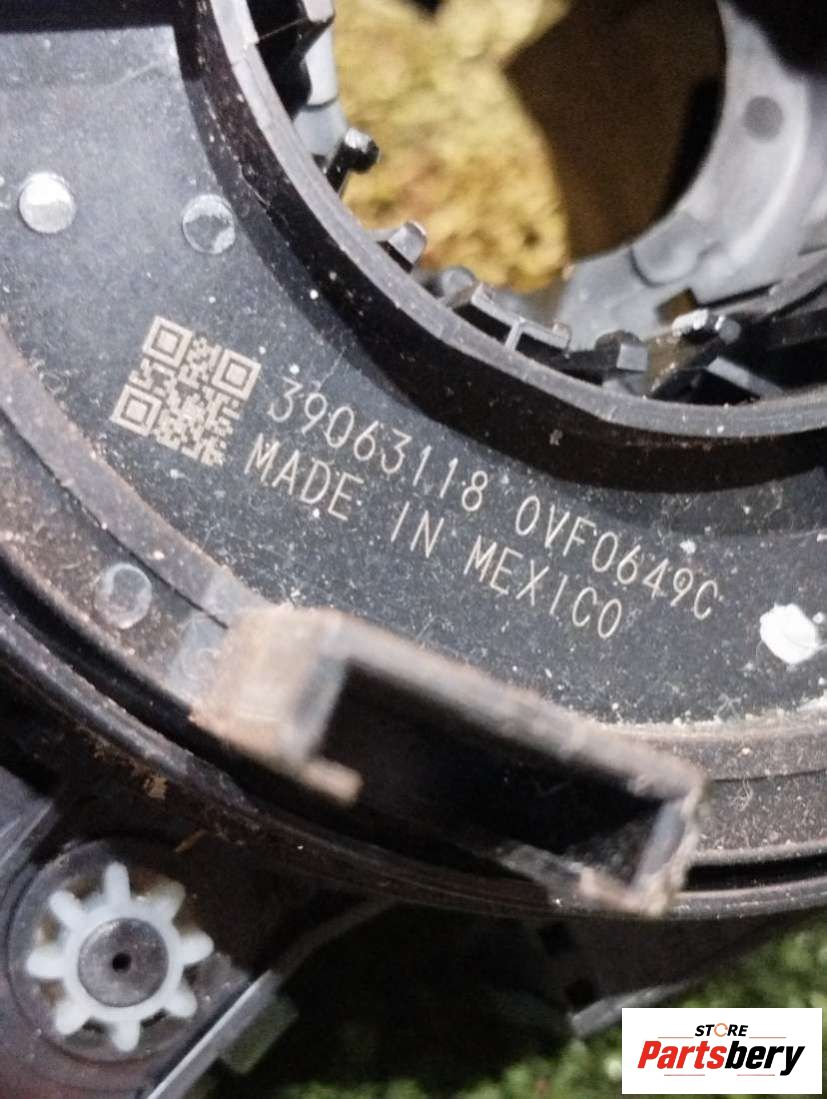 39063118 0VF0649C
MADE IN MEXICO
STORE
Partsbery